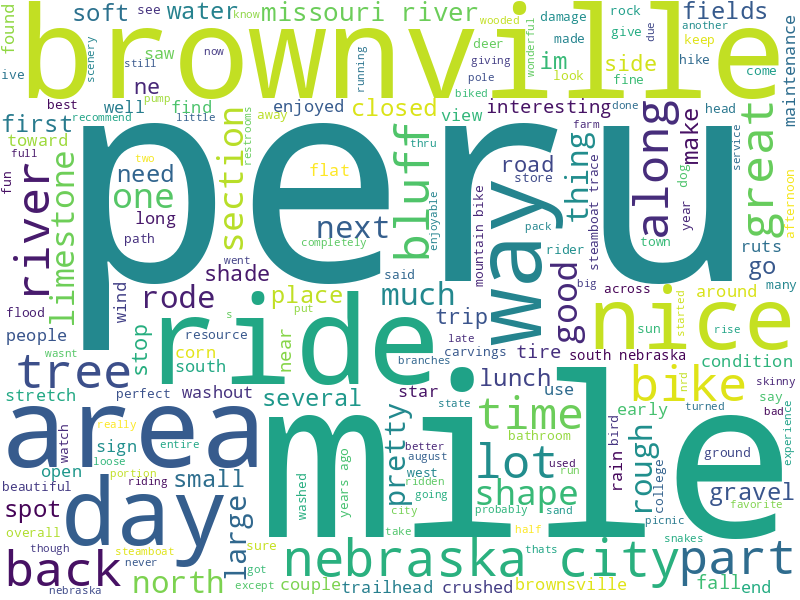 soft
water
see
missouri river
wooded
damage
rock
fields
know
made
give
due
another
keep
hike
found
ive
scenery
still
now
saw
deer
giving
pole
biked
wonderful
look
fine
come
maintenance
brownville
im
side
ne
running
best
pump
well
find
enjoyed
closed
interesting
done
area
head
first
recommend
little
away
restrooms
view
farm
service
toward
full
two
thru
great
make
fun
need
flat
bluff
road
store
thing
along
dog
limestone
one
section
peru
way
steamboat trace
year
afternoon
river
long
next
enjoyable
mountain bike
pack
town
path
completely
rider
ruts
went
said
good
big
go
shade
across
many
flood
wind
rode
place
much
around
sun
started
rise
people
resource
s
put
trip
nice
stop
ride
late
wasnt
corn
near
carvings
tire
south nebraska
condition
tree
south
branches
skinny
stretch
perfect
washout
several
star
lunch
use
bike
nrd
say
bad
watch
really
sign
entire
state
time
early
turned
experience
open
loose
portion
small
washed
years ago
pretty
better
bathroom
rough
rain
bird
college
ground
beautiful
riding
august
west
lot
used
run
spot
day
large
mile
ridden
going
shape
gravel
overall
city
probably
sand
favorite
though
steamboat
take
half
picnic
never
sure
thats
snakes
back
north
got
nebraska city
part
nebraska
except
couple
trailhead
crushed
brownsville
fall
end